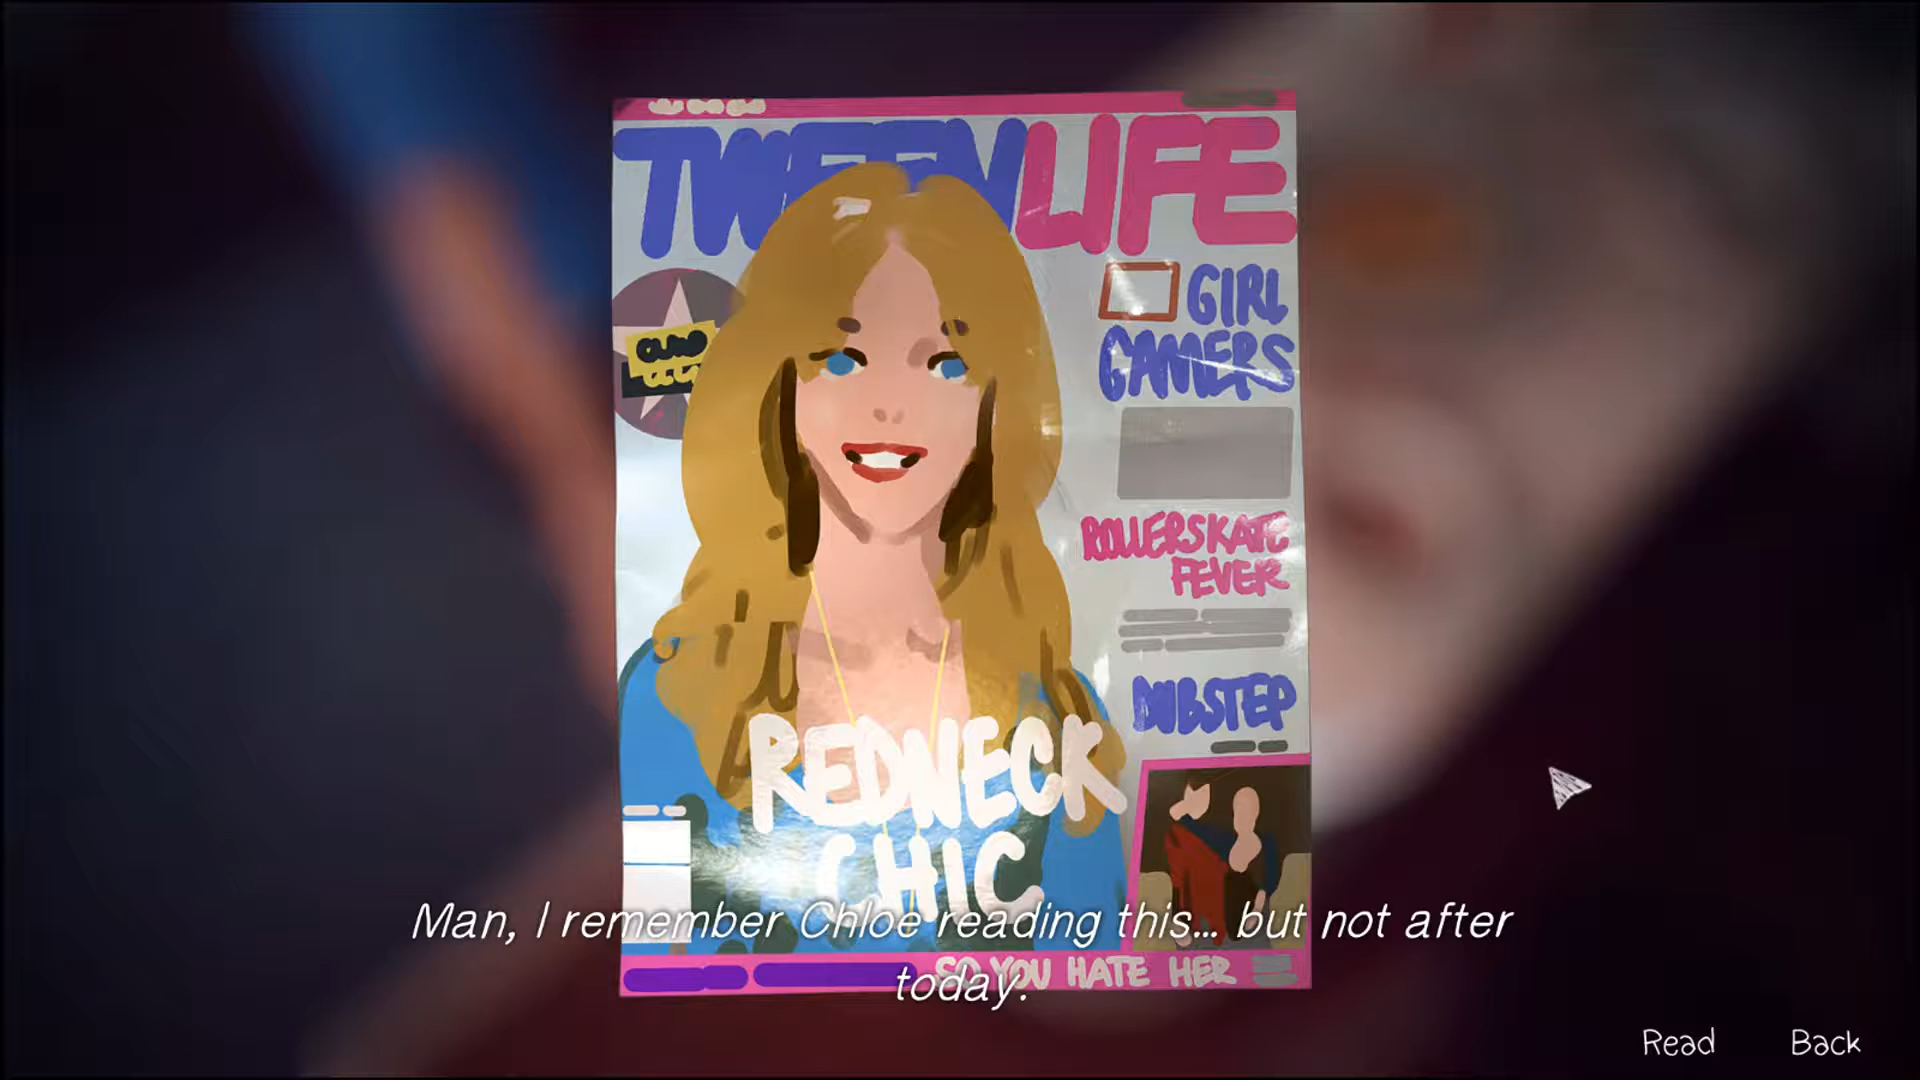 TWEEN LIFE
GIRL
GAMERS
ROLLERSKATE
FEVER
DUBSTEP
REDNECK
CHIC
Man, I remember Chloe reading this... but not after
today.
SO YOU HATE HER
Read Back